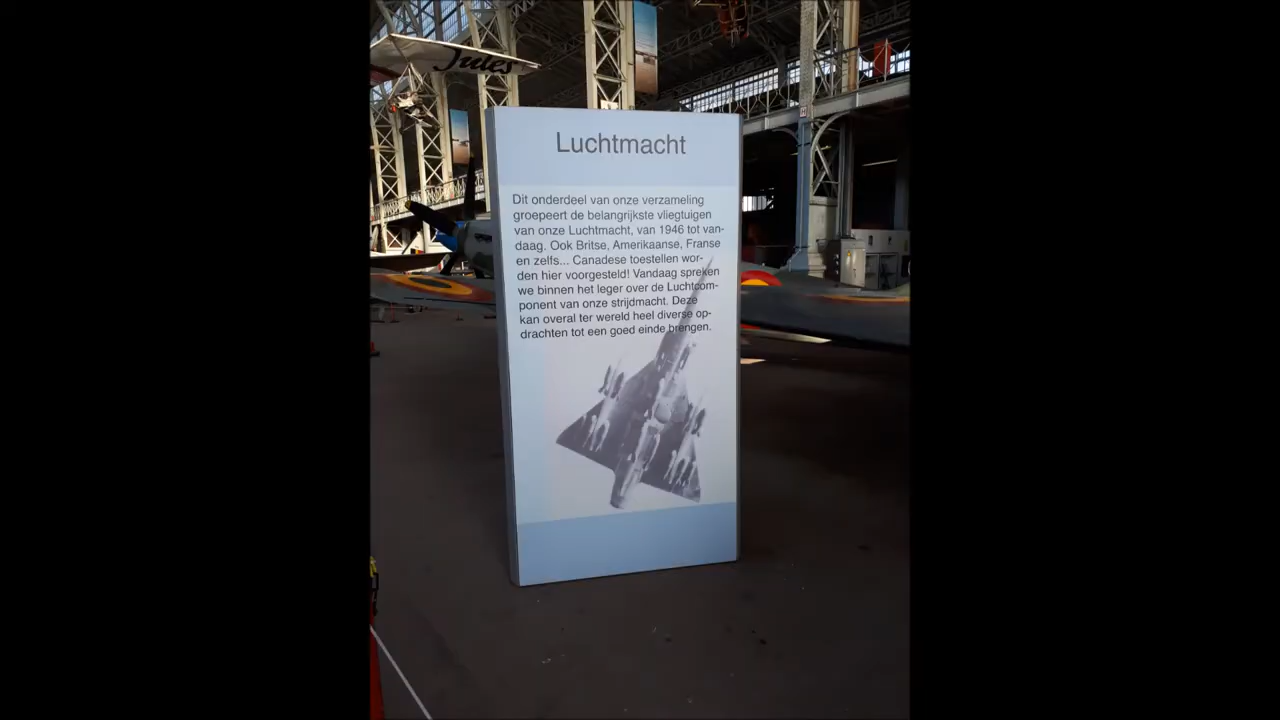 Jules
Luchtmacht
Dit onderdeel van onze verzameling
groepeert de belangrijkste vliegtuigen
van onze Luchtmacht, van 1946 tot van-
daag. Ook Britse, Amerikaanse, Franse
en zelfs... Canadese toestellen wor-
den hier voorgesteld! Vandaag spreken
we binnen het leger over de Luchtcom-
ponent van onze strijdmacht. Deze
kan overal ter wereld heel diverse op-
drachten tot een goed einde brengen.